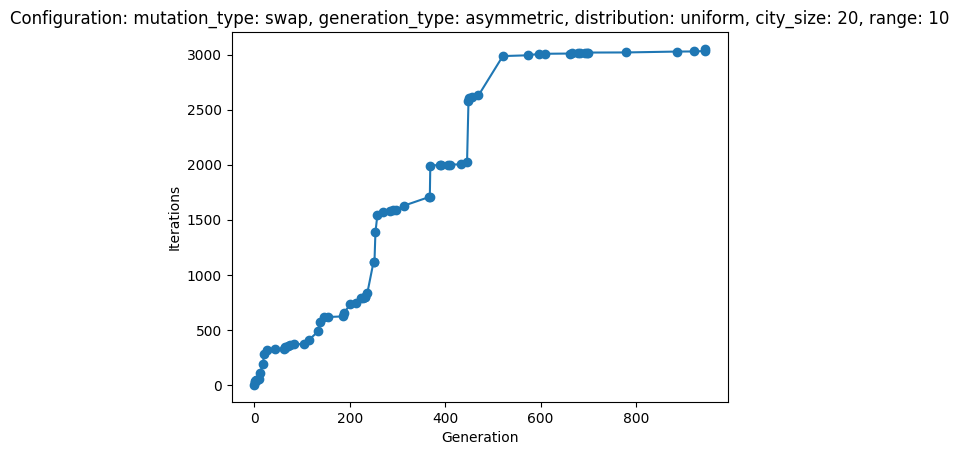 Configuration: mutation_type: swap, generation_type: asymmetric, distribution: uniform, city_size: 20, range: 10
3000
2500
2000
1500
1000
500
0
Iterations
0 200 400 600 800
Generation